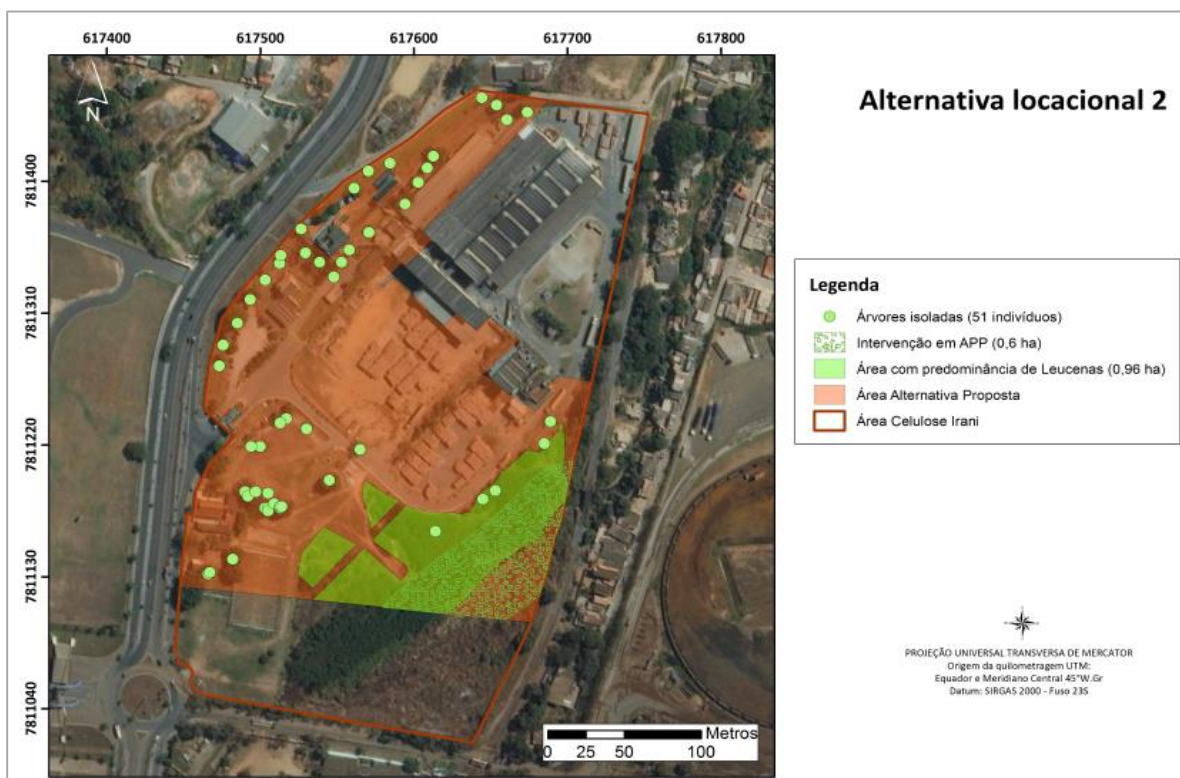 617400 617500 617600 617700 617800
N
Alternativa locacional 2
7811400
7811310
7811220
7811130
7811040
Legenda
Árvores isoladas (51 indivíduos)
Intervenção em APP (0,6 ha)
Área com predominância de Leucenas (0,96 ha)
Área Alternativa Proposta
Área Celulose Irani
PROJEÇÃO UNIVERSAL TRANSVERSA DE MERCATOR
Origem da quilometragem UTM:
Equador e Meridiano Central 45°W.Gr
Datum: SIRGAS 2000 - Fuso 23S
Metros
0 25 50 100